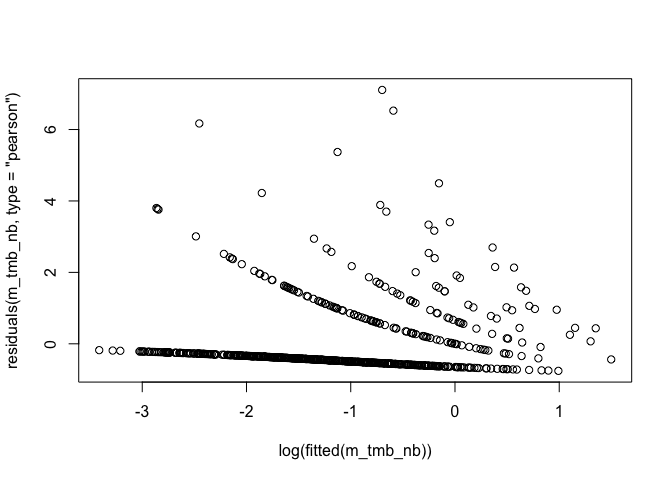 residuals(m_tmb_nb, type = "pearson")
6
4
2
0
-3 -2 -1 0 1
log(fitted(m_tmb_nb))